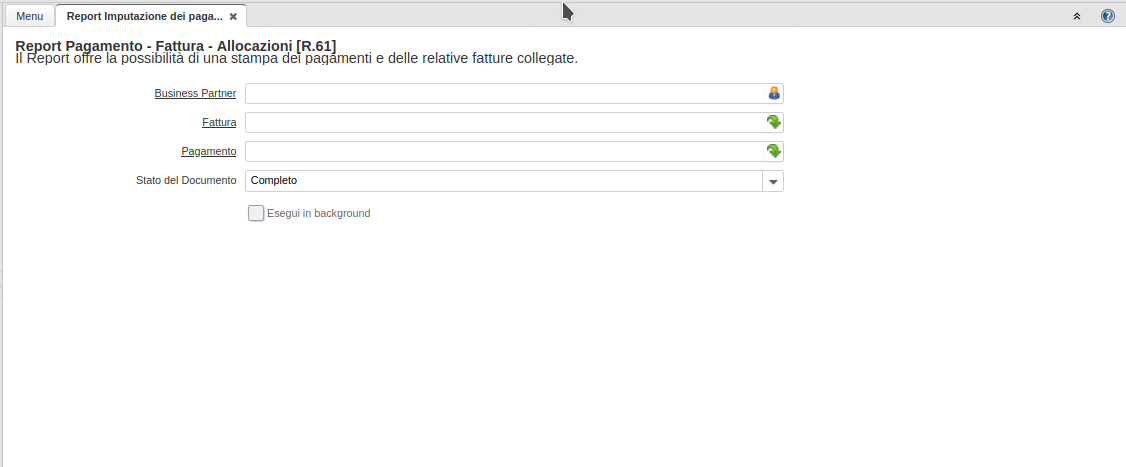 Menu
Report Imputazione dei paga...
Report Pagamento - Fattura - Allocazioni [R.61]
Il Report offre la possibilità di una stampa dei pagamenti e delle relative fatture collegate.
Business Partner
Fattura
Pagamento
Stato del Documento Completo
Esegui in background